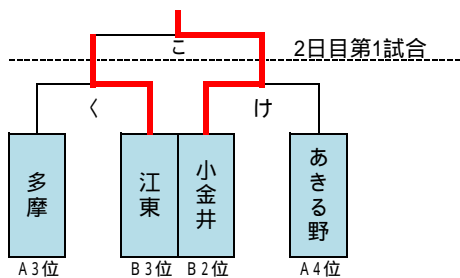 こ
2日目第1試合
く
け
多摩
江東
小金井
あきる野
A3位
B3位
B2位
A4位